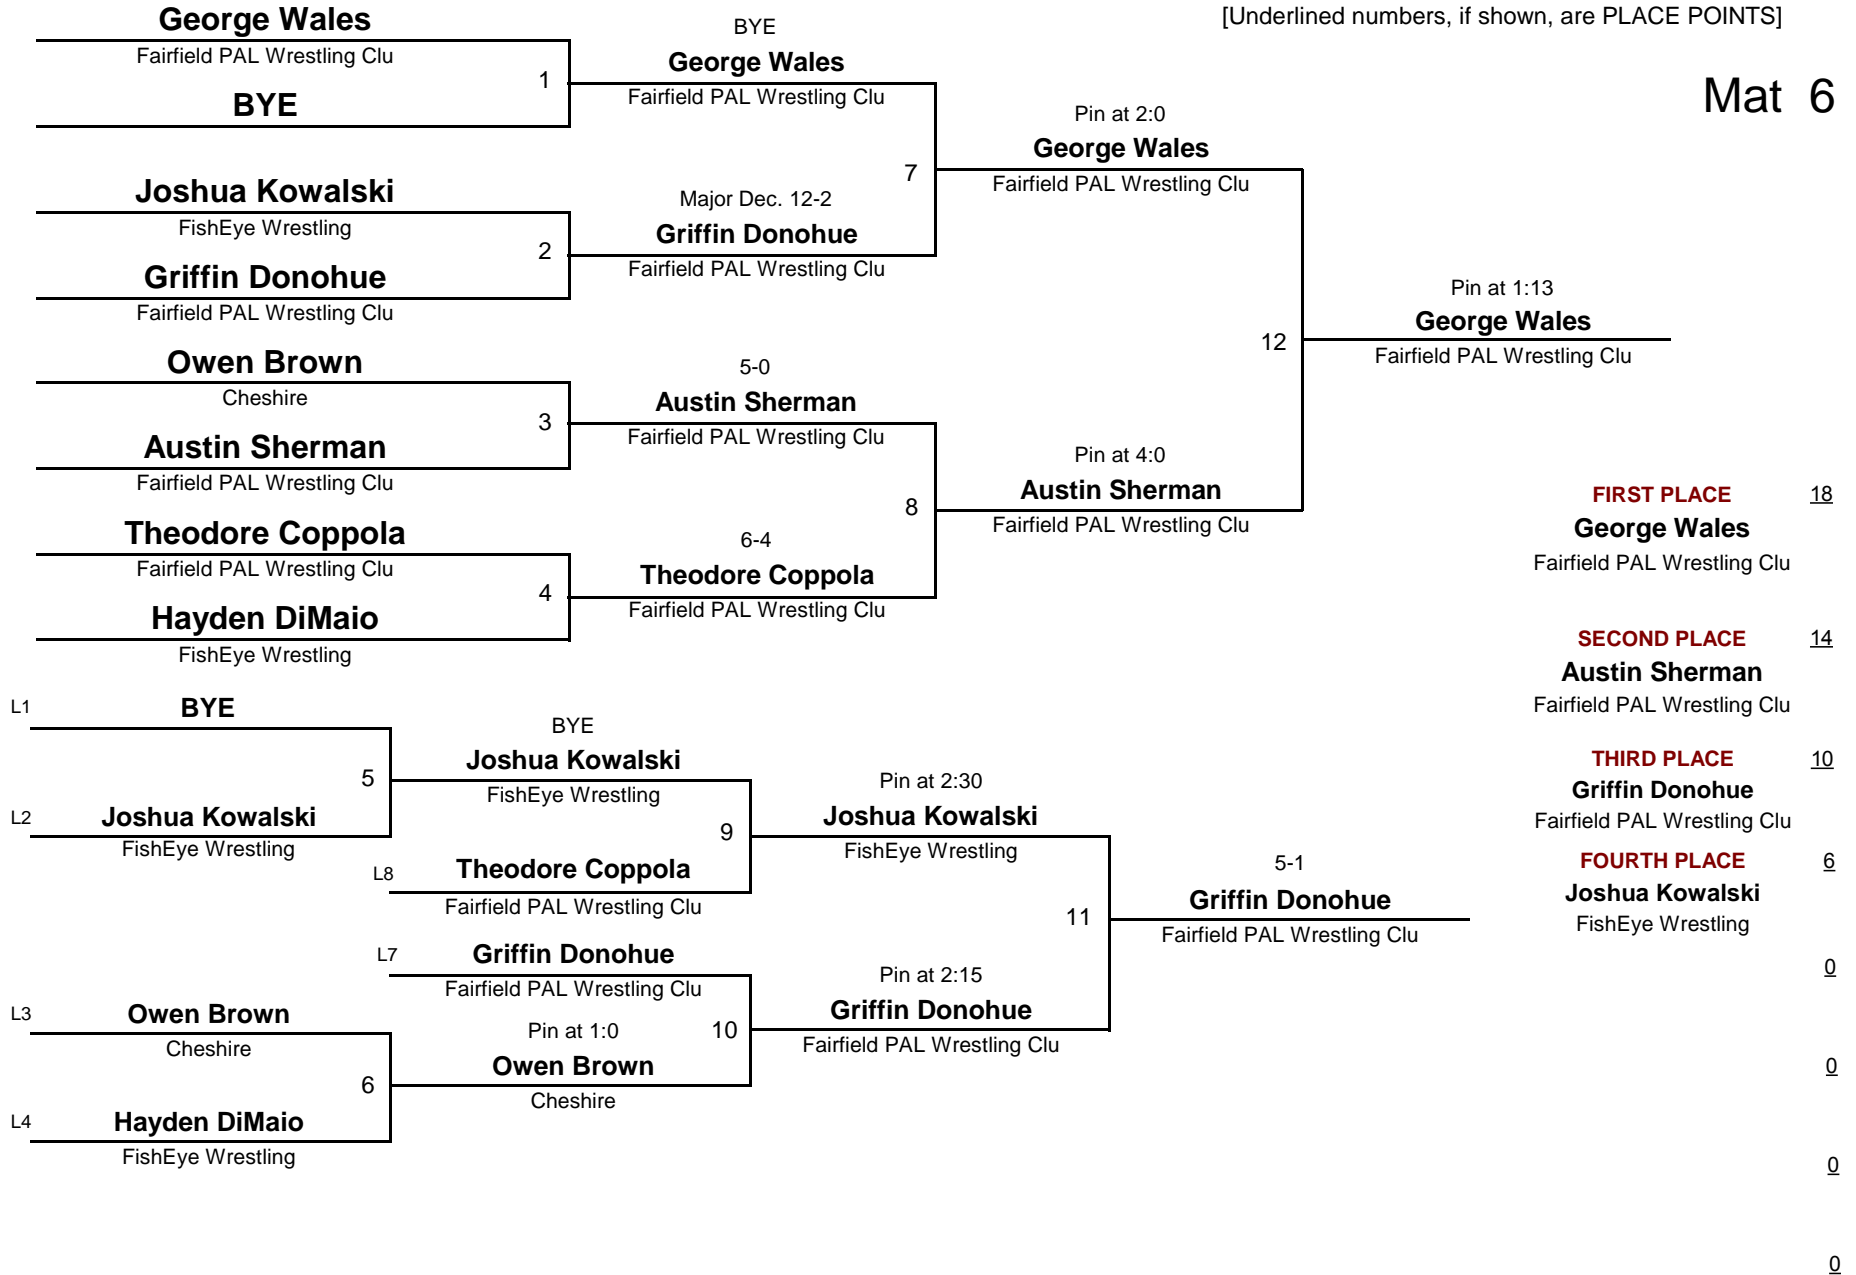 [Underlined numbers, if shown, are PLACE POINTS]
Mat 6
George Wales
Fairfield PAL Wrestling Clu
1
BYE
Joshua Kowalski
FishEye Wrestling
2
Griffin Donohue
Fairfield PAL Wrestling Clu
Owen Brown
Cheshire
3
Austin Sherman
Fairfield PAL Wrestling Clu
Theodore Coppola
Fairfield PAL Wrestling Clu
4
Hayden DiMaio
FishEye Wrestling
BYE
George Wales
Fairfield PAL Wrestling Clu
7
Major Dec. 12-2
Griffin Donohue
Fairfield PAL Wrestling Clu
5-0
Austin Sherman
Fairfield PAL Wrestling Clu
8
6-4
Theodore Coppola
Fairfield PAL Wrestling Clu
Pin at 2:0
George Wales
Fairfield PAL Wrestling Clu
12
Pin at 4:0
Austin Sherman
Fairfield PAL Wrestling Clu
Pin at 1:13
George Wales
Fairfield PAL Wrestling Clu
L1 BYE
5
L2 Joshua Kowalski
FishEye Wrestling
L3 Owen Brown
Cheshire
6
L4 Hayden DiMaio
FishEye Wrestling
BYE
Joshua Kowalski
FishEye Wrestling
9
L8 Theodore Coppola
Fairfield PAL Wrestling Clu
L7 Griffin Donohue
Fairfield PAL Wrestling Clu
Pin at 1:0 10
Owen Brown
Cheshire
Pin at 2:30
Joshua Kowalski
FishEye Wrestling
11
Pin at 2:15
Griffin Donohue
Fairfield PAL Wrestling Clu
5-1
Griffin Donohue
Fairfield PAL Wrestling Clu
FIRST PLACE 18
George Wales
Fairfield PAL Wrestling Clu
SECOND PLACE 14
Austin Sherman
Fairfield PAL Wrestling Clu
THIRD PLACE 10
Griffin Donohue
Fairfield PAL Wrestling Clu
FOURTH PLACE 6
Joshua Kowalski
FishEye Wrestling
0
0
0
0